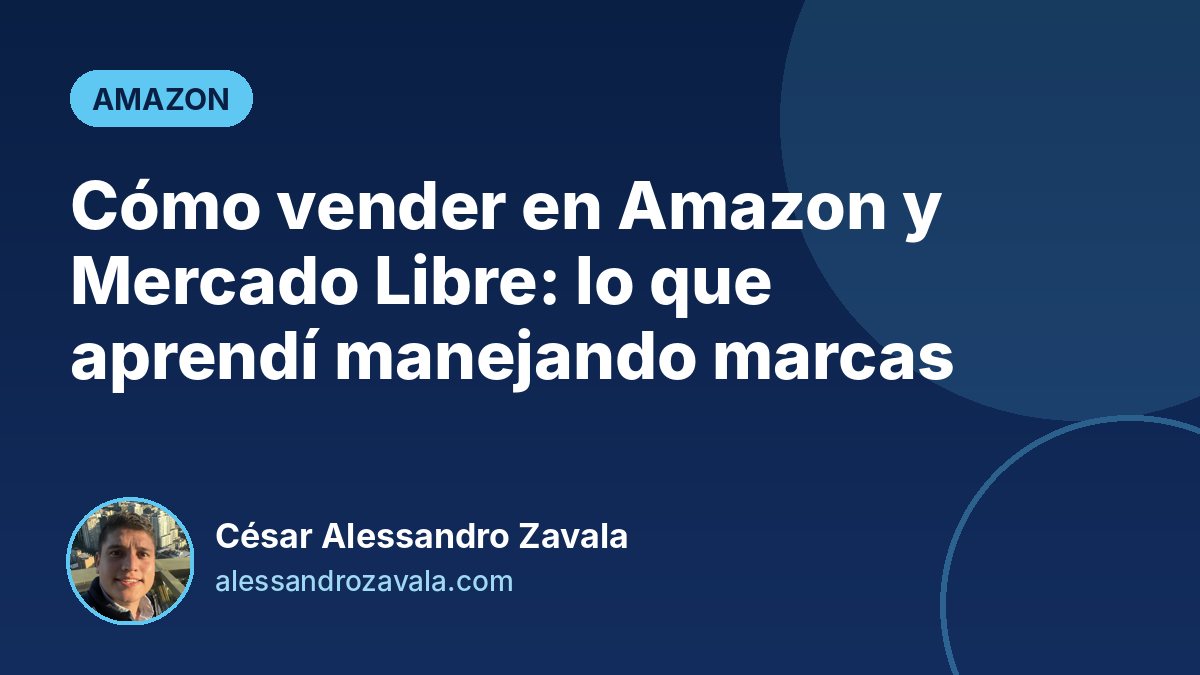 AMAZON
Cómo vender en Amazon y
Mercado Libre: lo que
aprendí manejando marcas
César Alessandro Zavala
alessandrozavala.com